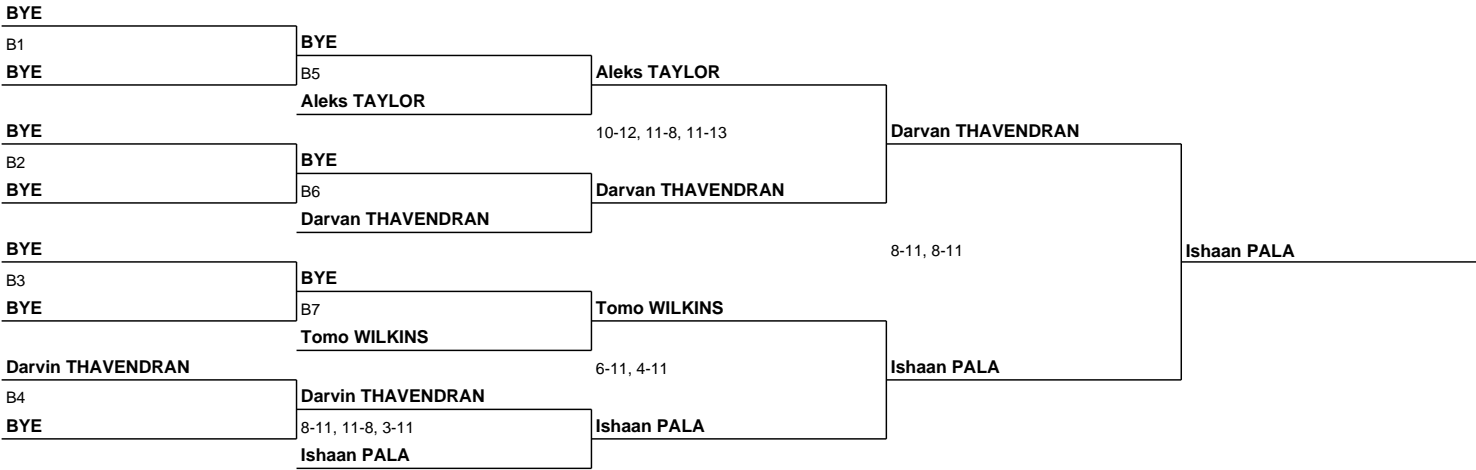 BYE
B1
BYE
BYE
B5
Aleks TAYLOR
Aleks TAYLOR
BYE
B2
BYE
BYE
B6
Darvan THAVENDRAN
10-12, 11-8, 11-13
Darvan THAVENDRAN
Darvan THAVENDRAN
BYE
B3
BYE
BYE
B7
Tomo WILKINS
Tomo WILKINS
Darvin THAVENDRAN
B4
BYE
Darvin THAVENDRAN
8-11, 11-8, 3-11
Ishaan PALA
6-11, 4-11
Ishaan PALA
Ishaan PALA
8-11, 8-11
Ishaan PALA